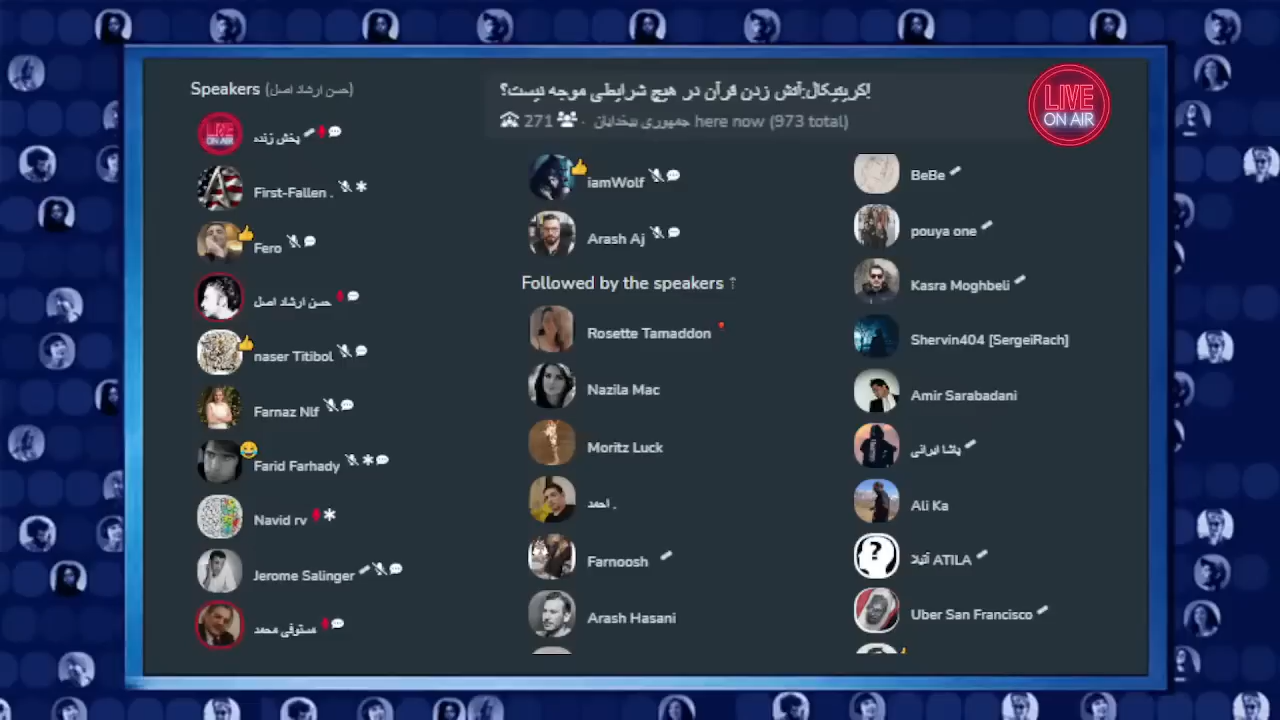 Speakers (حسن ارشاد اصل)
پخش زنده
First-Fallen .
Fero
حسن ارشاد اصل
naser Titibol
Farnaz Nlf
Farid Farhady
Navid rv
Jerome Salinger
مستوفی محمد
کریتیکال:آتش زدن قرآن در هیچ شرایطی موجه نیست؟!
271 · جمهوری بیخدایان here now (973 total)
LIVE
ON AIR
iamWolf
Arash Aj
Followed by the speakers ↑
Rosette Tamaddon
Nazila Mac
Moritz Luck
احمد .
Farnoosh
Arash Hasani
BeBe
pouya one
Kasra Moghbeli
Shervin404 [SergeiRach]
Amir Sarabadani
پاشا ایرانی
Ali Ka
آتیلا ATILA
Uber San Francisco